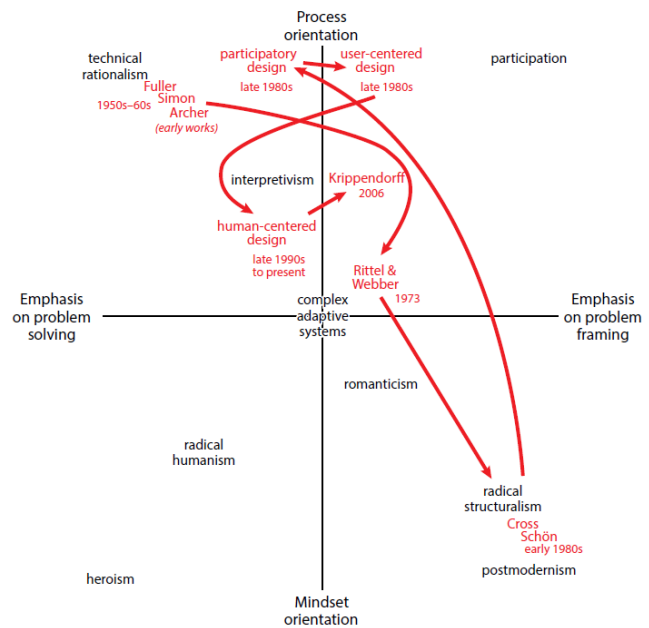 Process
orientation
technical
rationalism
participatory
design
late 1980s
user-centered
design
late 1980s
participation
Fuller
1950s–60s
Simon
Archer
(early works)
interpretivism
Krippendorff
2006
human-centered
design
late 1990s
to present
Rittel &
Webber
1973
Emphasis
on problem
solving
complex
adaptive
systems
Emphasis
on problem
framing
romanticism
radical
humanism
radical
structuralism
Cross
Schön
early 1980s
postmodernism
heroism
Mindset
orientation